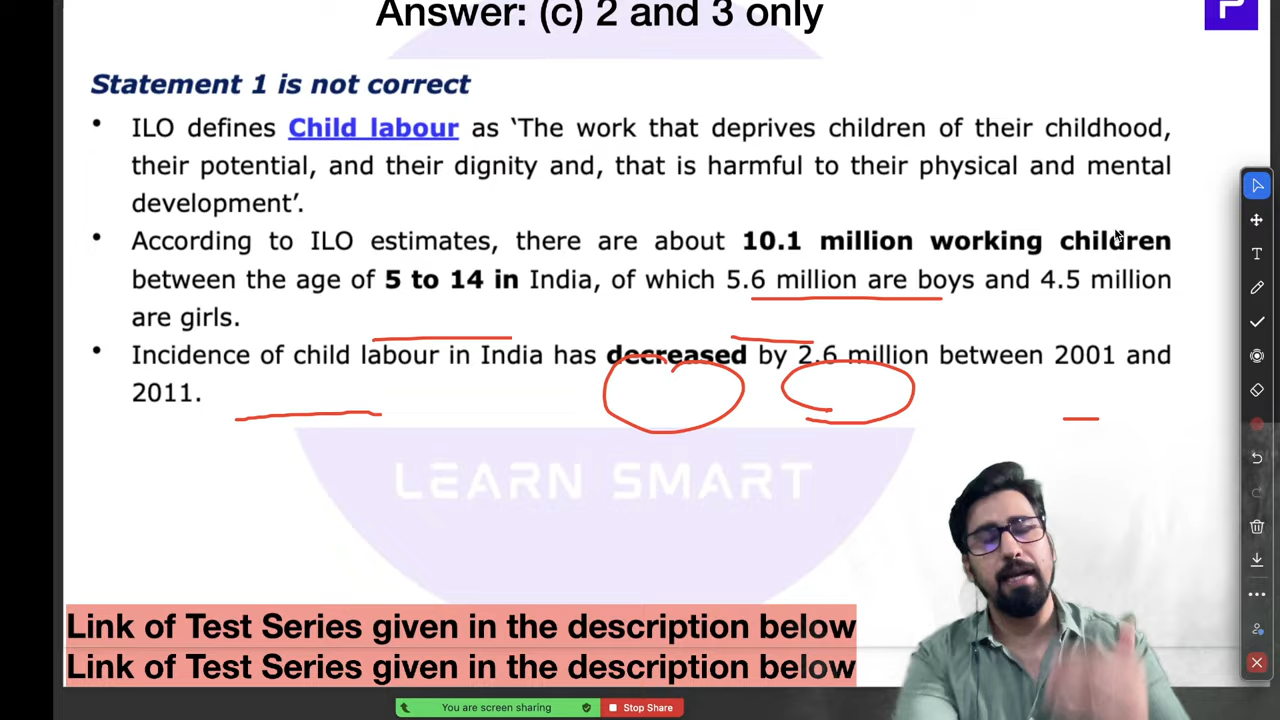 Answer: (c) 2 and 3 only
Statement 1 is not correct
• ILO defines Child labour as ‘The work that deprives children of their childhood,
their potential, and their dignity and, that is harmful to their physical and mental
development’.
• According to ILO estimates, there are about 10.1 million working children
between the age of 5 to 14 in India, of which 5.6 million are boys and 4.5 million
are girls.
• Incidence of child labour in India has decreased by 2.6 million between 2001 and
2011.
LEARN SMART
Link of Test Series given in the description below
Link of Test Series given in the description below
You are screen sharing
Stop Share